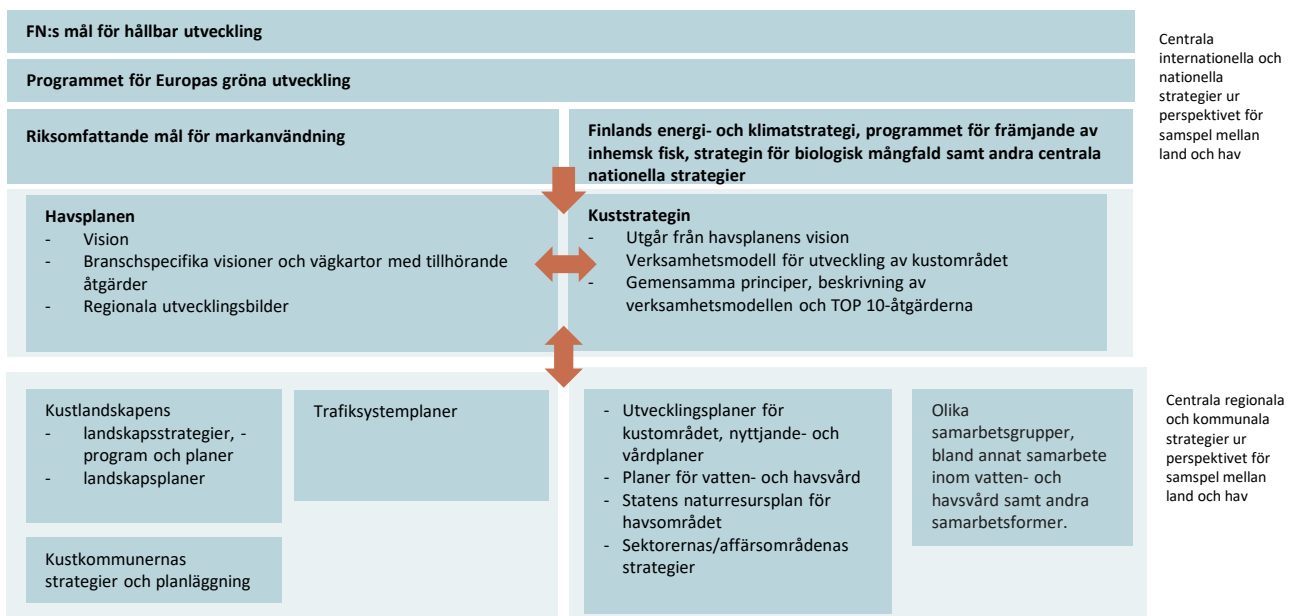 FN:s mål för hållbar utveckling
Programmet för Europas gröna utveckling
Riksomfattande mål för markanvändning
Finlands energi- och klimatstrategi, programmet för främjande av
inhemsk fisk, strategin för biologisk mångfald samt andra centrala
nationella strategier
Centrala
internationella och
nationella
strategier ur
perspektivet för
samspel mellan
land och hav
Havsplanen
- Vision
- Branschspecifika visioner och vägkartor med tillhörande
åtgärder
- Regionala utvecklingsbilder
Kuststrategin
- Utgår från havsplanens vision
- Verksamhetsmodell för utveckling av kustområdet
- Gemensamma principer, beskrivning av
verksamhetsmodellen och TOP 10-åtgärderna
Kustlandskapens
- landskapsstrategier, -
program och planer
- landskapsplaner
Kustkommunernas
strategier och planläggning
Trafiksystemplaner
- Utvecklingsplaner för
kustområdet, nyttjande- och
vårdplaner
- Planer för vatten- och havsvård
- Statens naturresursplan för
havsområdet
- Sektorernas/affärsområdenas
strategier
Olika
samarbetsgrupper,
bland annat samarbete
inom vatten- och
havsvård samt andra
samarbetsformer.
Centrala regionala
och kommunala
strategier ur
perspektivet för
samspel mellan
land och hav